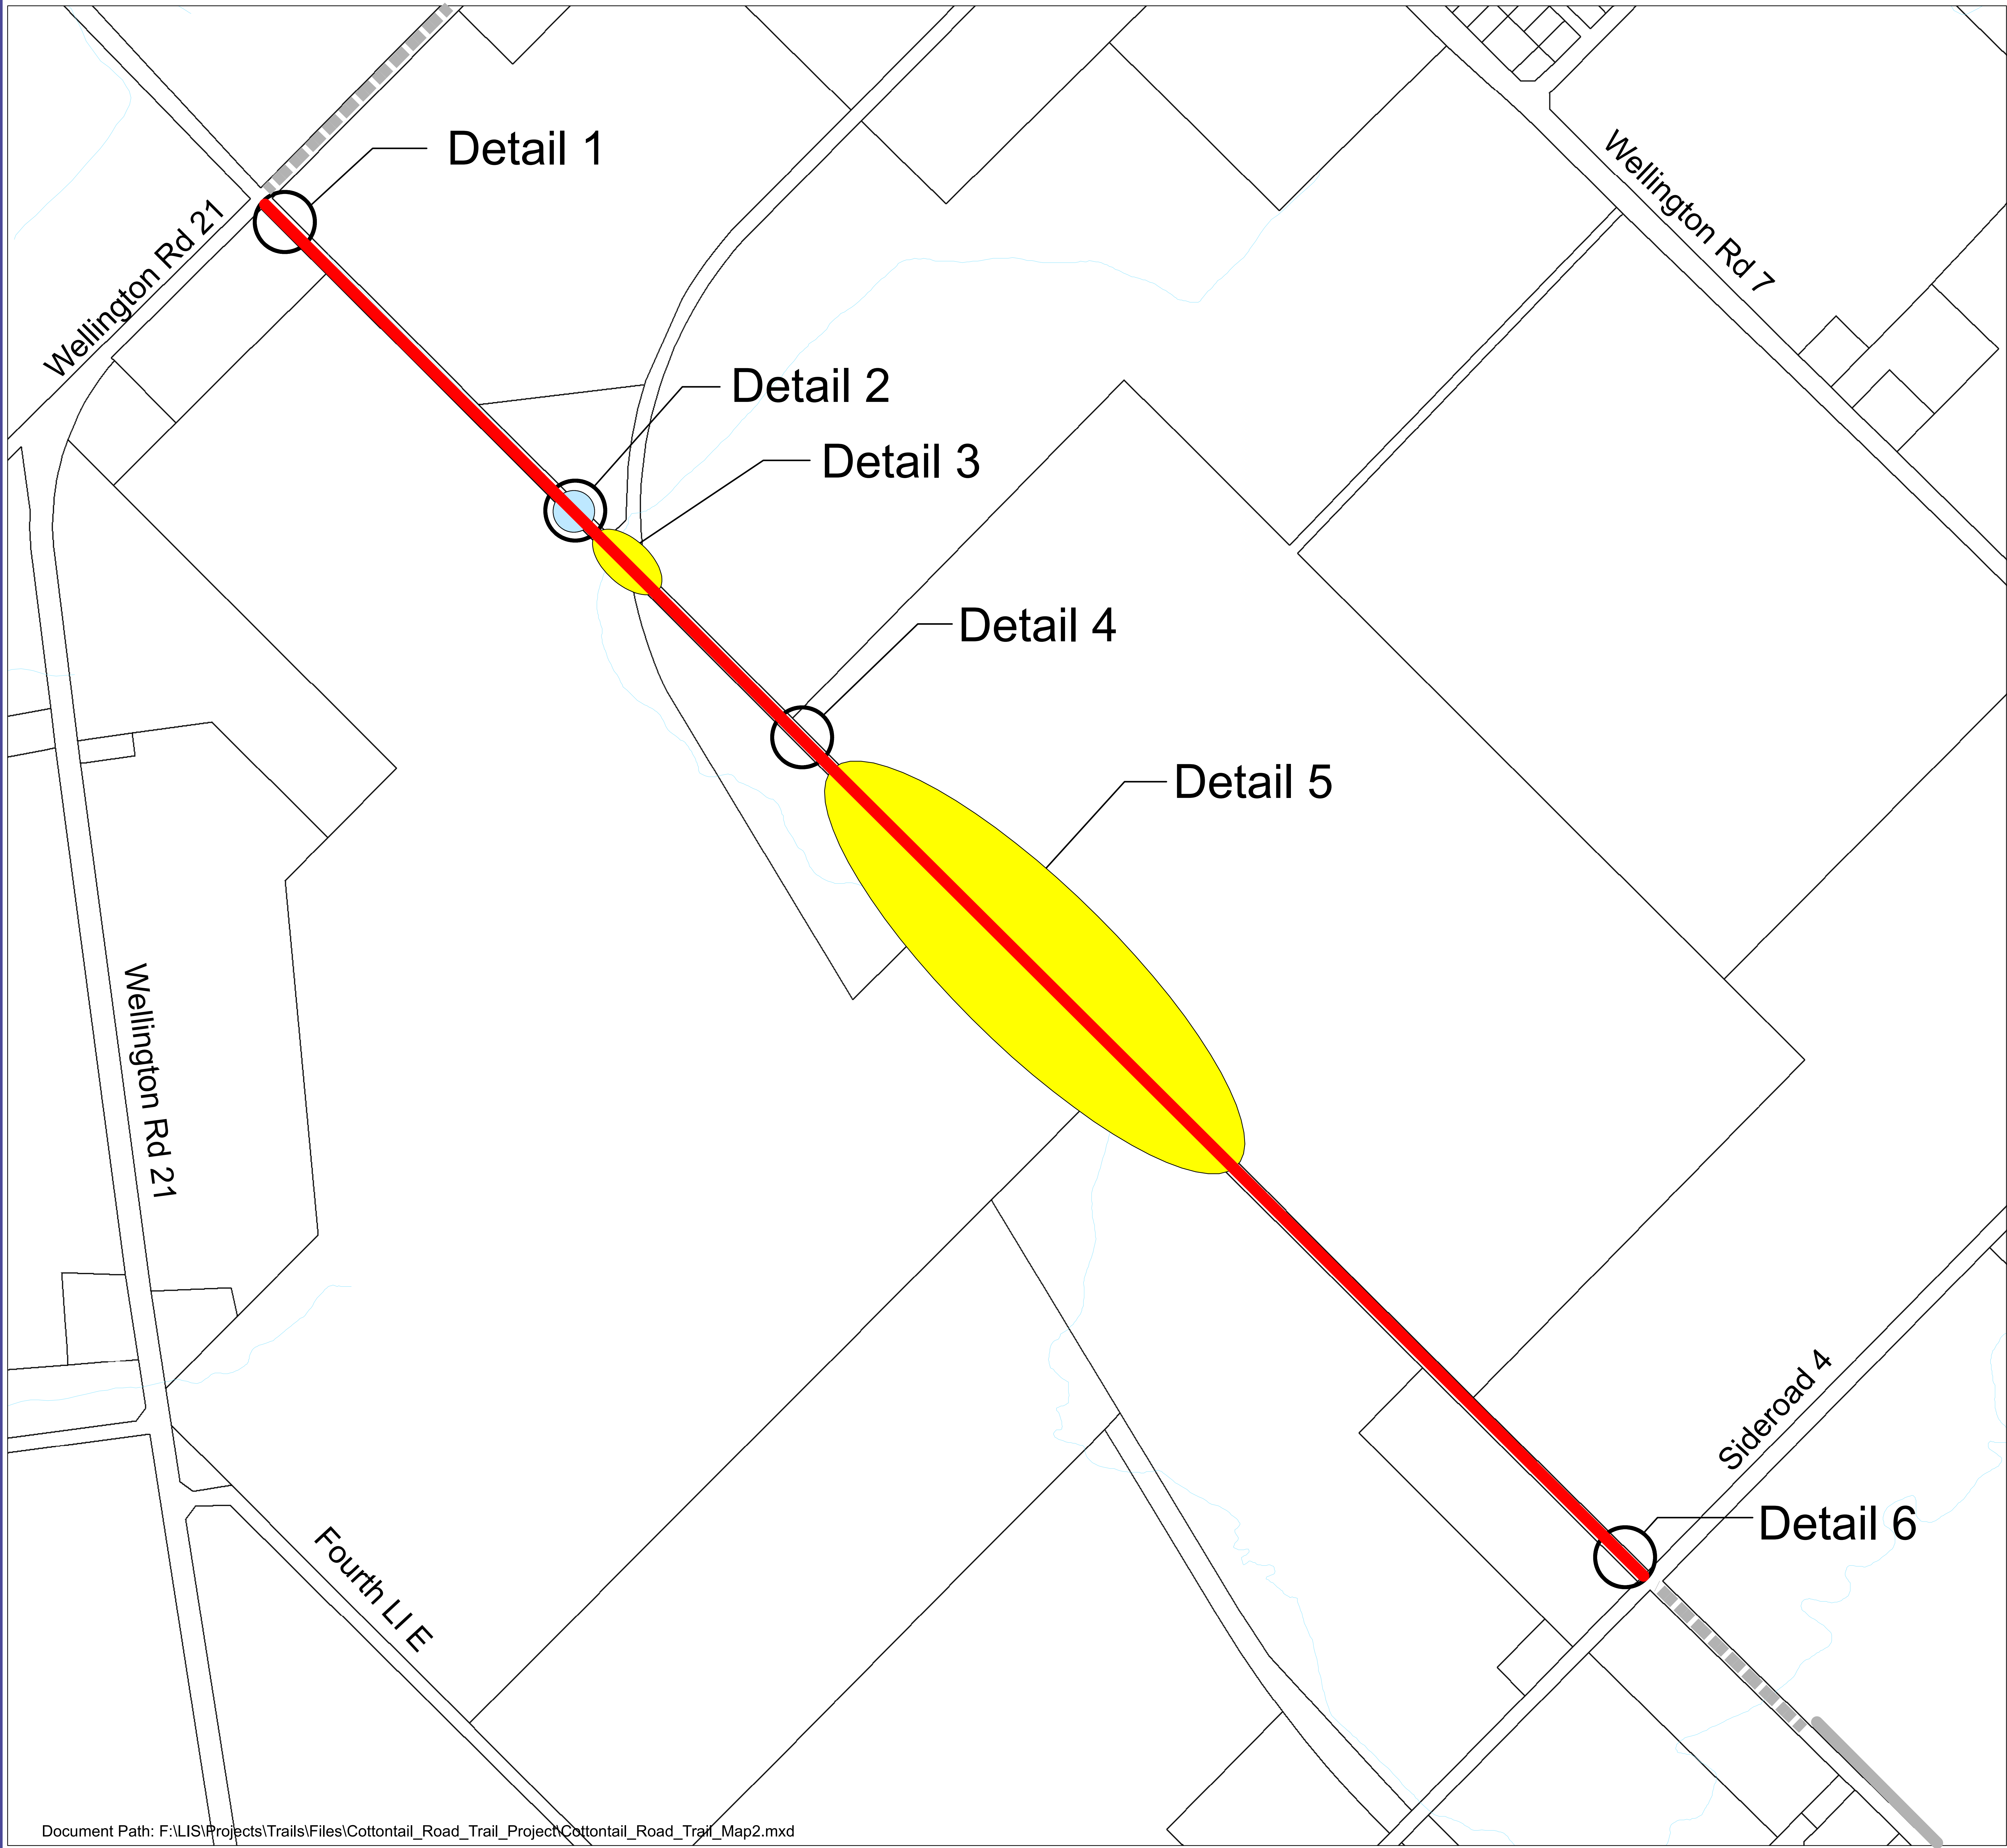 Detail 1
Wellington Rd 7
Wellington Rd 21
Detail 2
Detail 3
Detail 4
Detail 5
Wellington Rd 21
Sideroad 4
Detail 6
Fourth LI E
Document Path: F:\LIS\Projects\Trails\Files\Cottontail_Road_Trail_Project\Cottontail_Road_Trail_Map2.mxd